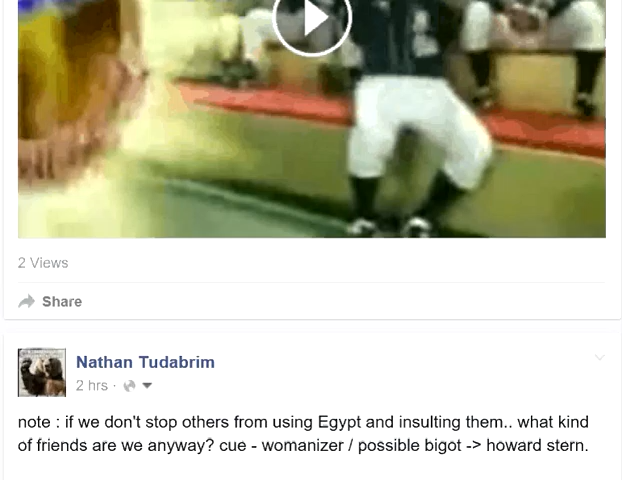 2 Views
Share
Nathan Tudabrim
2 hrs ·
note : if we don't stop others from using Egypt and insulting them.. what kind
of friends are we anyway? cue - womanizer / possible bigot -> howard stern.